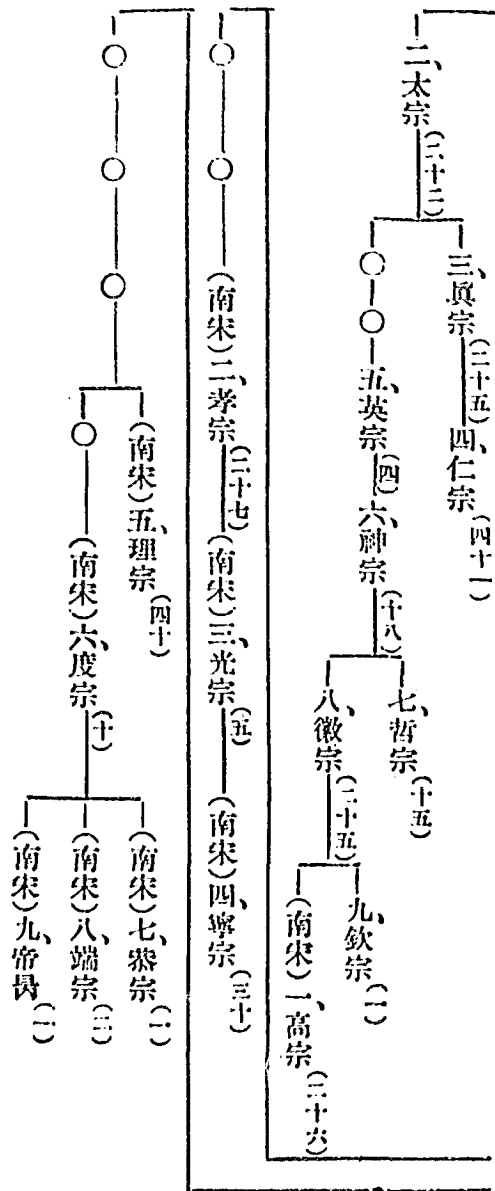 二、太宗(二十二)
三、眞宗(二十五)四、仁宗(四十一)
○○五、英宗(四)六、神宗(十八)
七、哲宗(十五)
八、徽宗(二十五)
九、欽宗(一)
(南宋)一、高宗(三十六)
○○(南宋)二、孝宗(二十七)(南宋)三、光宗(五)(南宋)四、寧宗(三十)
○○○
(南宋)五、理宗(四十)
○(南宋)六、度宗(十)
(南宋)七、恭宗(一)
(南宋)八、端宗(二)
(南宋)九、帝昺(一)